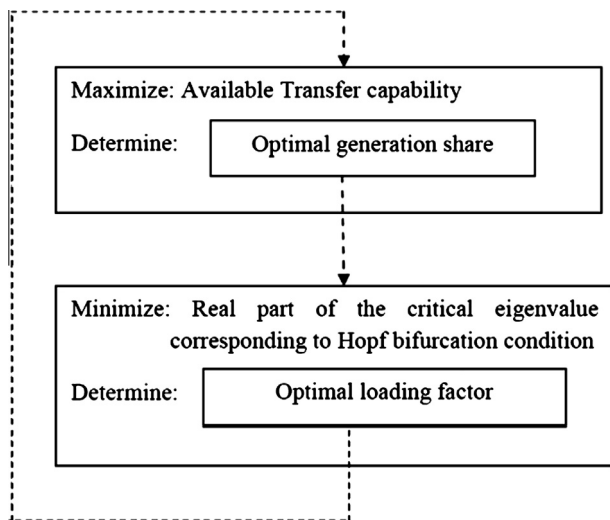 Maximize: Available Transfer capability
Determine: Optimal generation share
Minimize: Real part of the critical eigenvalue
corresponding to Hopf bifurcation condition
Determine: Optimal loading factor